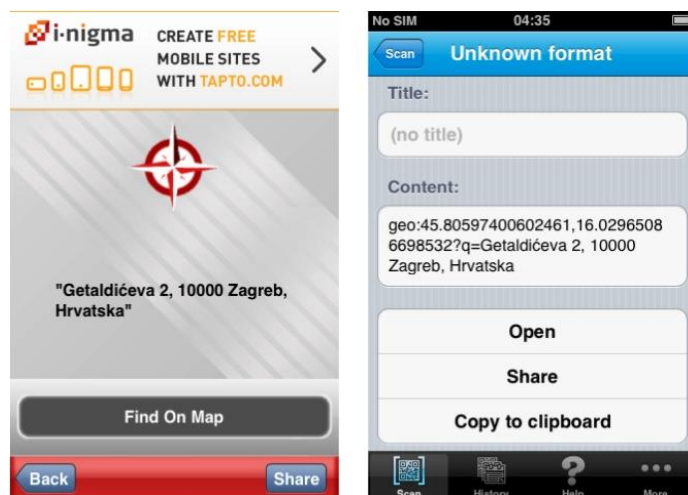 i-nigma
CREATE FREE
MOBILE SITES
WITH TAPTO.COM
"Getaldićeva 2, 10000 Zagreb,
Hrvatska"
Find On Map
Back
Share
No SIM
04:35
Scan
Unknown format
Title:
(no title)
Content:
geo:45.80597400602461,16.0296508
6698532?q=Getaldićeva 2, 10000
Zagreb, Hrvatska
Open
Share
Copy to clipboard
Scan
History
Help
More